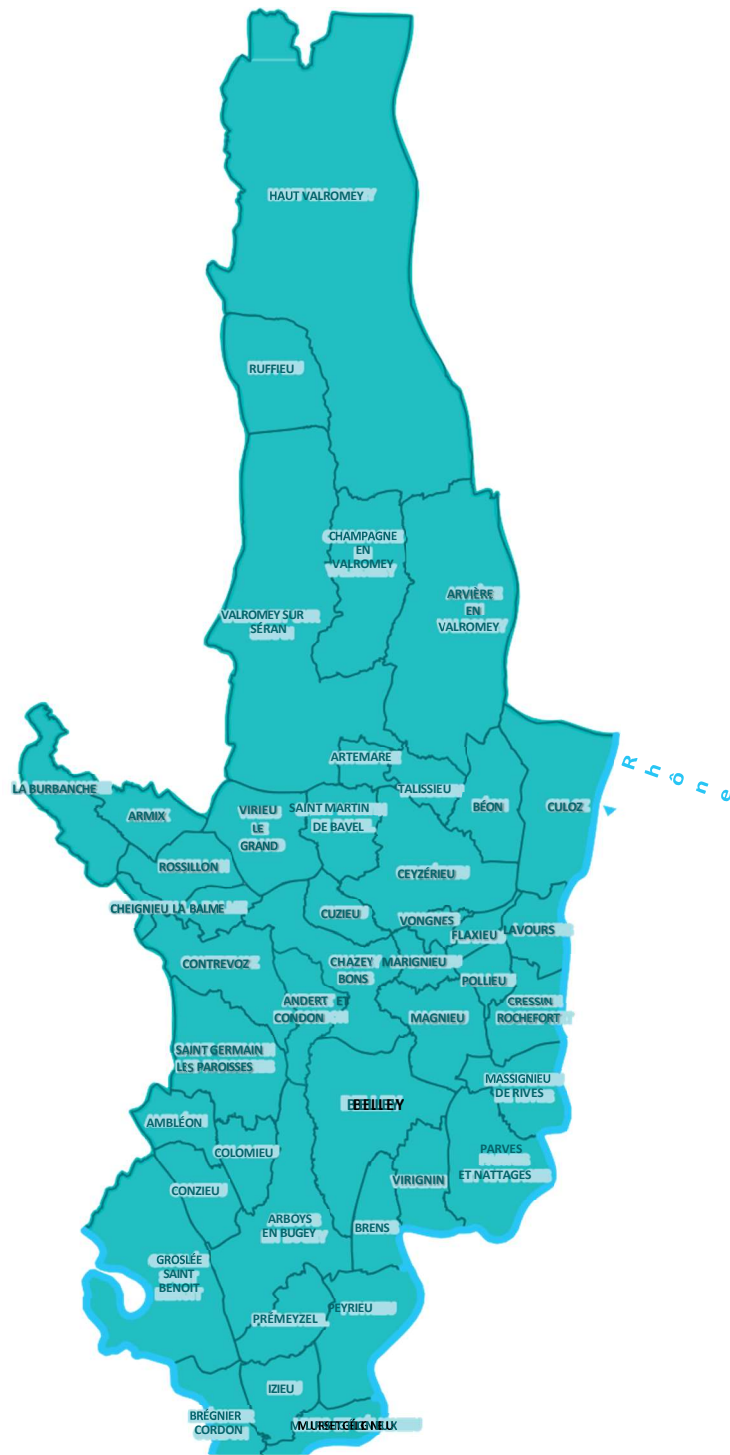 HAUT VALROMEY
RUFFIEU
CHAMPAGNE
EN
VALROMEY
ARVIÈRE
EN
VALROMEY
VALROMEY SUR
SÉRAN
Rhône
ARTEMARE
TALISSIEU
BÉON
CULOZ
LA BURBANCHE
ARMIX
VIRIEU
LE
GRAND
SAINT MARTIN
DE BAVEL
ROSSILLON
CEYZÉRIEU
CHEIGNIEU LA BALME
CUZIEU
VONGNES
FLAXIEU
LAVOURS
CONTREVOZ
CHAZEY
BONS
MARIGNIEU
POLLIEU
ANDERT ET
CONDON
MAGNIEU
CRESSIN
ROCHEFORT
SAINT GERMAIN
LES PAROISSES
MASSIGNIEU
DE RIVES
BELLEY
AMBLÉON
COLOMIEU
PARVES
ET NATTAGES
CONZIEU
VIRIGNIN
ARBOYS
EN BUGEY
BRENS
GROSLÉE
SAINT
BENOIT
PRÉMEYZEL
PEYRIEU
IZIEU
BRÉGNIER
CORDON